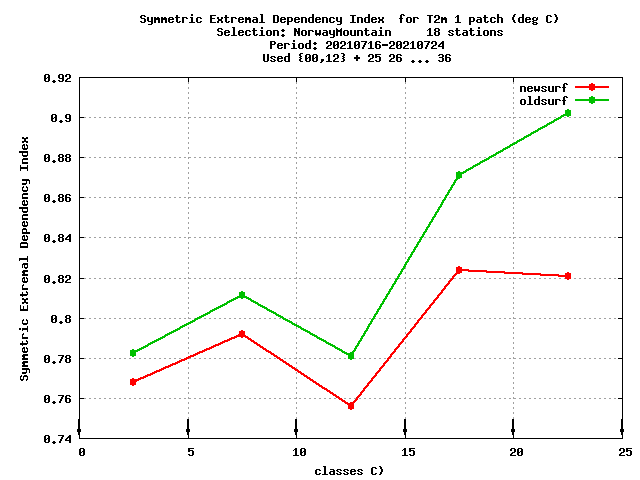 Symmetric Extremal Dependency Index  for T2m 1 patch (deg C)
Selection: NorwayMountain     18 stations
Period: 20210716-20210724
Used {00,12} + 25 26 ... 36
newsurf
oldsurf
Symmetric Extremal Dependency Index
0.92
0.9
0.88
0.86
0.84
0.82
0.8
0.78
0.76
0.74
0 5 10 15 20 25
classes C)